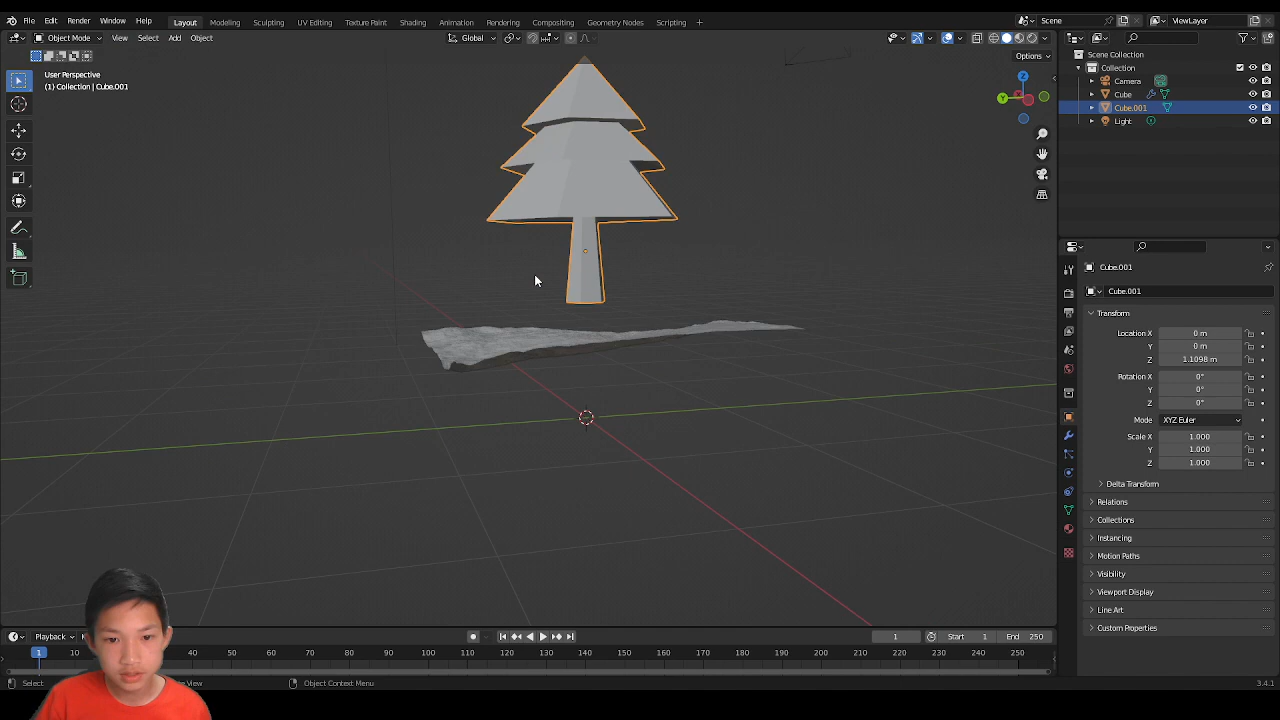 File Edit Render Window Help Layout Modeling Sculpting UV Editing Texture Paint Shading Animation Rendering Compositing Geometry Nodes Scripting + Scene ViewLayer
Object Mode View Select Add Object Global
Options
User Perspective
(1) Collection | Cube.001
Z
Y
Scene Collection
Collection
Camera
Cube
Cube.001
Light
Cube.001
Cube.001
Transform
Location X 0 m
Y 0 m
Z 1.1098 m
Rotation X 0°
Y 0°
Z 0°
Mode XYZ Euler
Scale X 1.000
Y 1.000
Z 1.000
Delta Transform
Relations
Collections
Instancing
Motion Paths
Visibility
Viewport Display
Line Art
Custom Properties
Playback 1 Start 1 End 250
1 10 40 50 60 70 80 90 100 110 120 130 140 150 160 170 180 190 200 210 220 230 240 250
Select View Object Context Menu 3.4.1